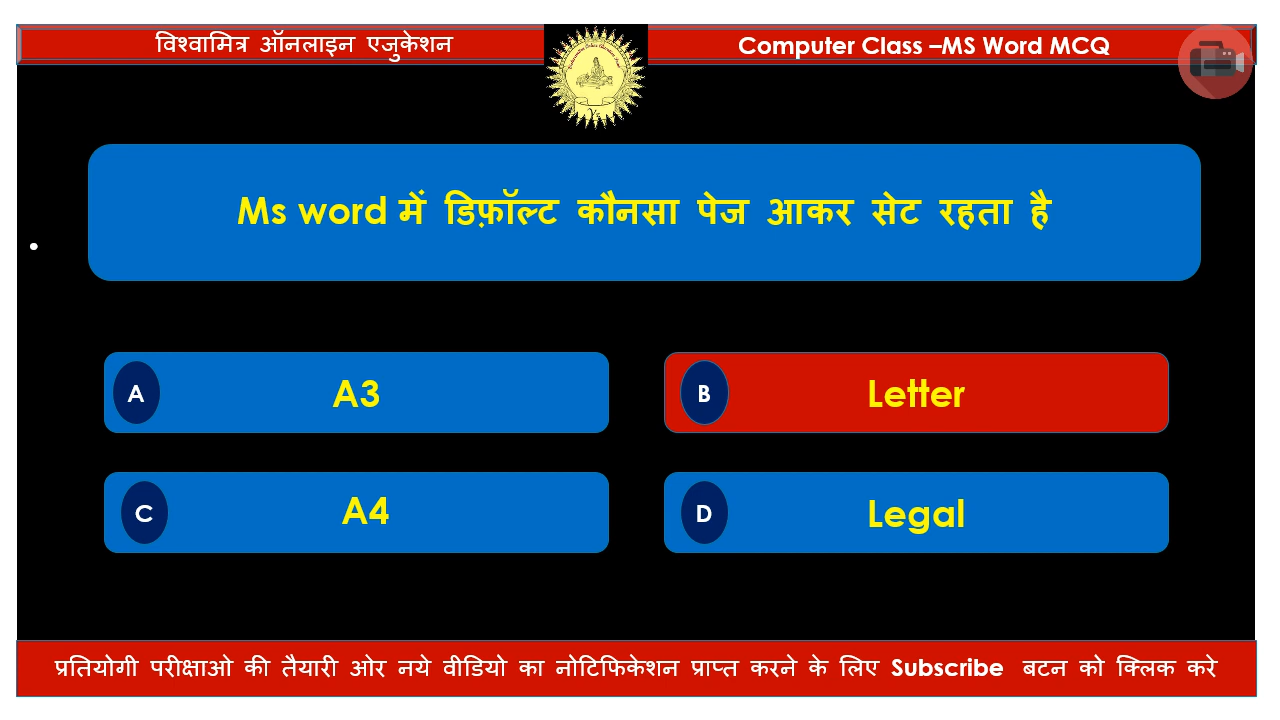 विश्वामित्र ऑनलाइन एजुकेशन
Computer Class –MS Word MCQ
Ms word में डिफ़ॉल्ट कौनसा पेज आकर सेट रहता है
A A3
B Letter
C A4
D Legal
प्रतियोगी परीक्षाओ की तैयारी ओर नये वीडियो का नोटिफिकेशन प्राप्त करने के लिए Subscribe बटन को क्लिक करे